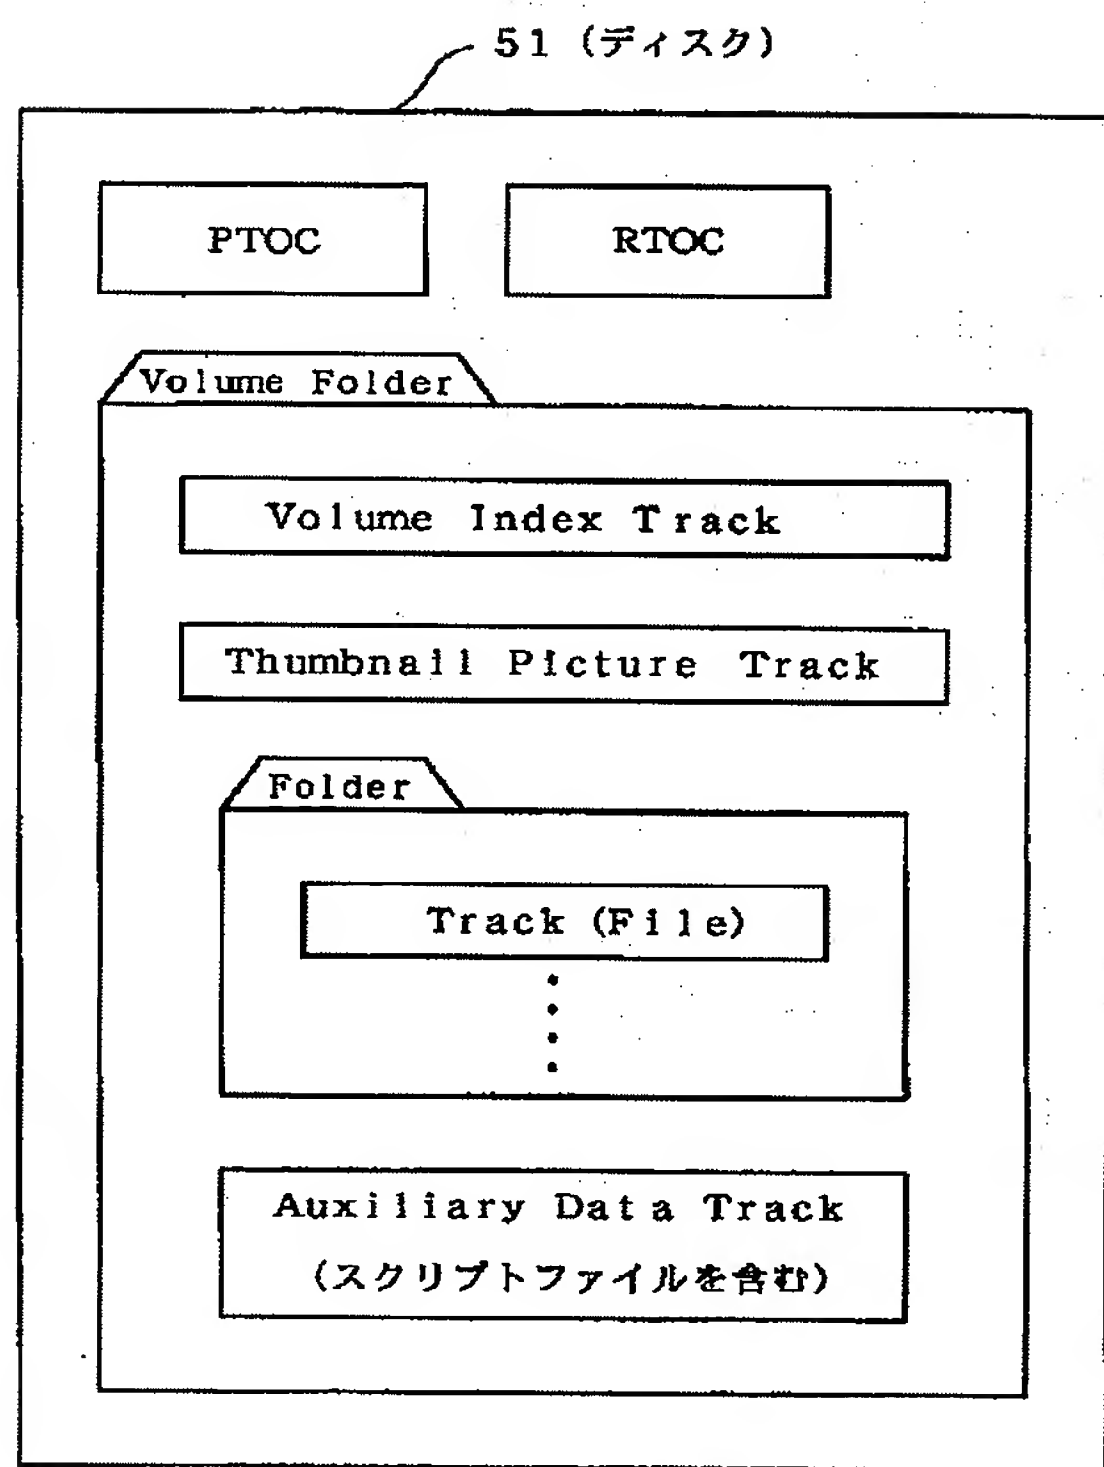 51 (ディスク)
PTOC
RTOC
Volume Folder
Volume Index Track
Thumbnail Picture Track
Folder
Track (File)
Auxiliary Data Track
(スクリプトファイルを含む)